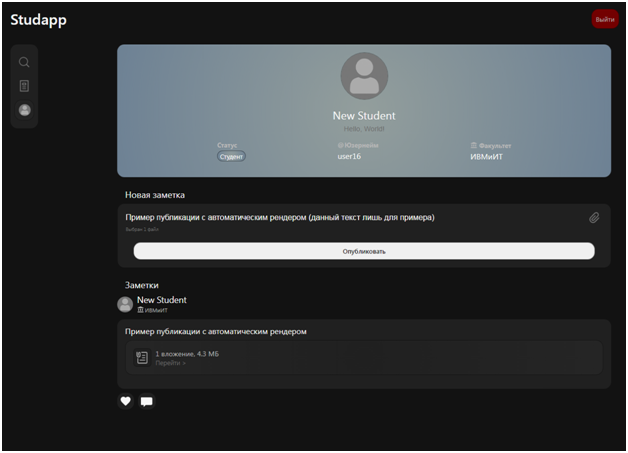 Studapp
Выйти
New Student
Hello, World!
Статус
Студент
@ Юзернейм
user16
Факультет
ИВМиИТ
Новая заметка
Пример публикации с автоматическим рендером (данный текст лишь для примера)
Выбран 1 файл
Опубликовать
Заметки
New Student
ИВМиИТ
Пример публикации с автоматическим рендером
1 вложение, 4.3 МБ
Перейти >